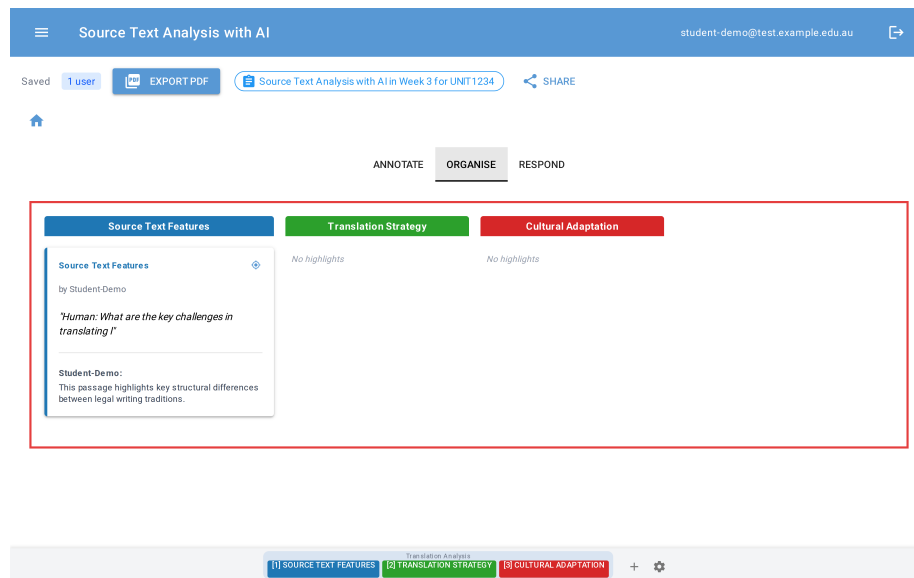 Source Text Analysis with AI
student-demo@test.example.edu.au
Saved
1 user
EXPORT PDF
Source Text Analysis with AI in Week 3 for UNIT1234
SHARE
ANNOTATE
ORGANISE
RESPOND
Source Text Features
Translation Strategy
Cultural Adaptation
No highlights
No highlights
Source Text Features
by Student-Demo
"Human: What are the key challenges in
translating l"
Student-Demo:
This passage highlights key structural differences
between legal writing traditions.
Translation Analysis
[1] SOURCE TEXT FEATURES
[2] TRANSLATION STRATEGY
[3] CULTURAL ADAPTATION